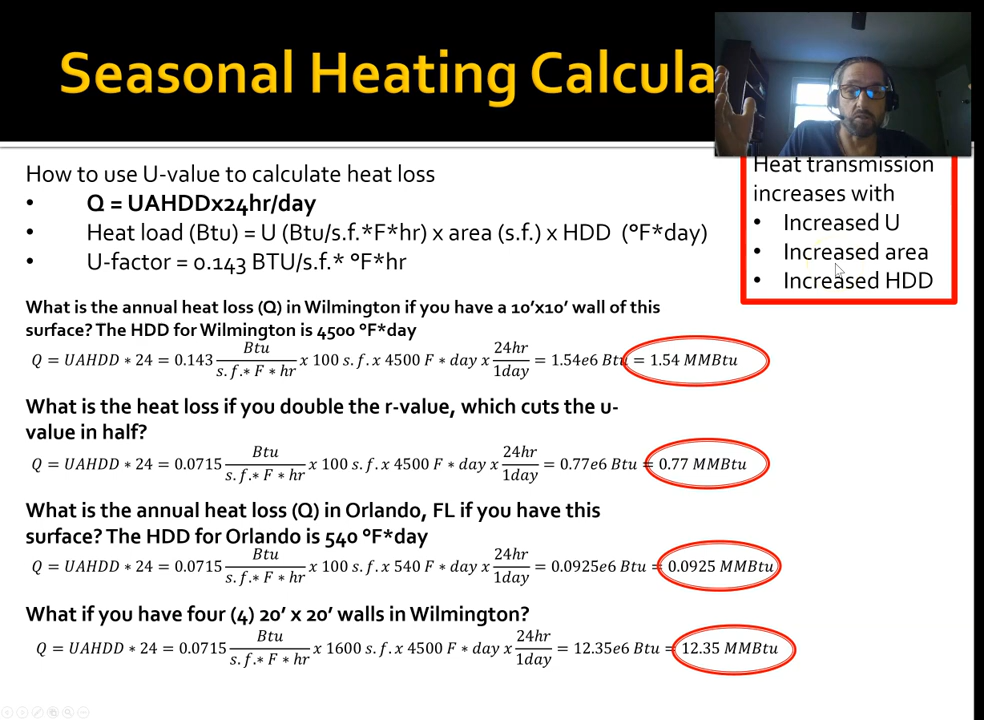 Seasonal Heating Calcula
Heat transmission
increases with
• Increased U
• Increased area
• Increased HDD
How to use U-value to calculate heat loss
• Q = UAHDDx24hr/day
• Heat load (Btu) = U (Btu/s.f.*F*hr) x area (s.f.) x HDD (°F*day)
• U-factor = 0.143 BTU/s.f.* °F*hr
What is the annual heat loss (Q) in Wilmington if you have a 10'x10' wall of this
surface? The HDD for Wilmington is 4500 °F*day
Q = UAHDD * 24 = 0.143 Btu/s.f.* F * hr x 100 s.f.x 4500 F * day x 24hr/1day = 1.54e6 Btu = 1.54 MMBtu
What is the heat loss if you double the r-value, which cuts the u-
value in half?
Q = UAHDD * 24 = 0.0715 Btu/s.f.* F * hr x 100 s.f.x 4500 F * day x 24hr/1day = 0.77e6 Btu = 0.77 MMBtu
What is the annual heat loss (Q) in Orlando, FL if you have this
surface? The HDD for Orlando is 540 °F*day
Q = UAHDD * 24 = 0.0715 Btu/s.f.* F * hr x 100 s.f.x 540 F * day x 24hr/1day = 0.0925e6 Btu = 0.0925 MMBtu
What if you have four (4) 20' x 20' walls in Wilmington?
Q = UAHDD * 24 = 0.0715 Btu/s.f.* F * hr x 1600 s.f.x 4500 F * day x 24hr/1day = 12.35e6 Btu = 12.35 MMBtu